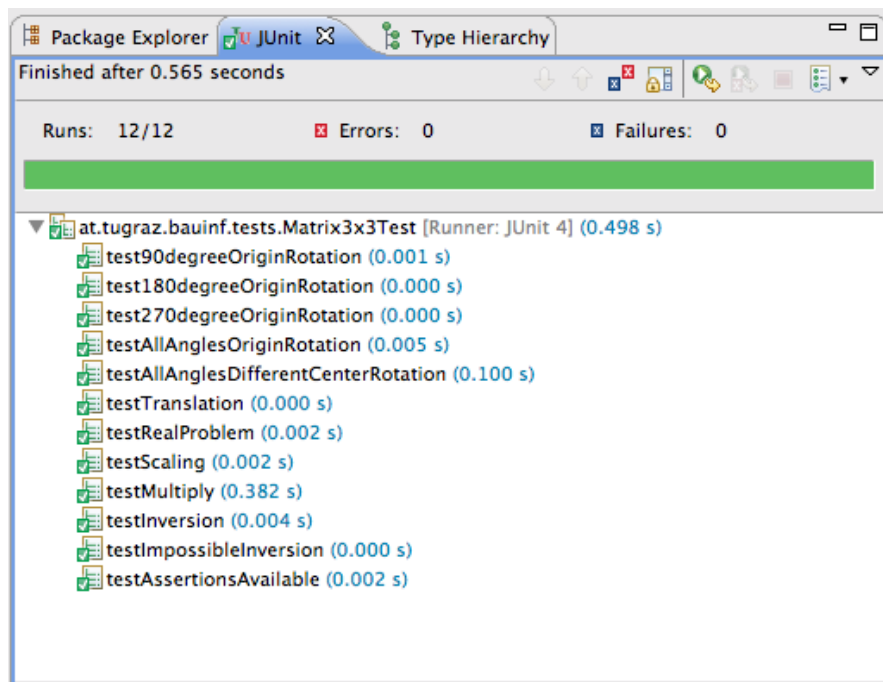 Package Explorer JUnit Type Hierarchy
Finished after 0.565 seconds
Runs: 12/12 Errors: 0 Failures: 0
at.tugraz.bauinf.tests.Matrix3x3Test [Runner: JUnit 4] (0.498 s)
test90degreeOriginRotation (0.001 s)
test180degreeOriginRotation (0.000 s)
test270degreeOriginRotation (0.000 s)
testAllAnglesOriginRotation (0.005 s)
testAllAnglesDifferentCenterRotation (0.100 s)
testTranslation (0.000 s)
testRealProblem (0.002 s)
testScaling (0.002 s)
testMultiply (0.382 s)
testInversion (0.004 s)
testImpossibleInversion (0.000 s)
testAssertionsAvailable (0.002 s)